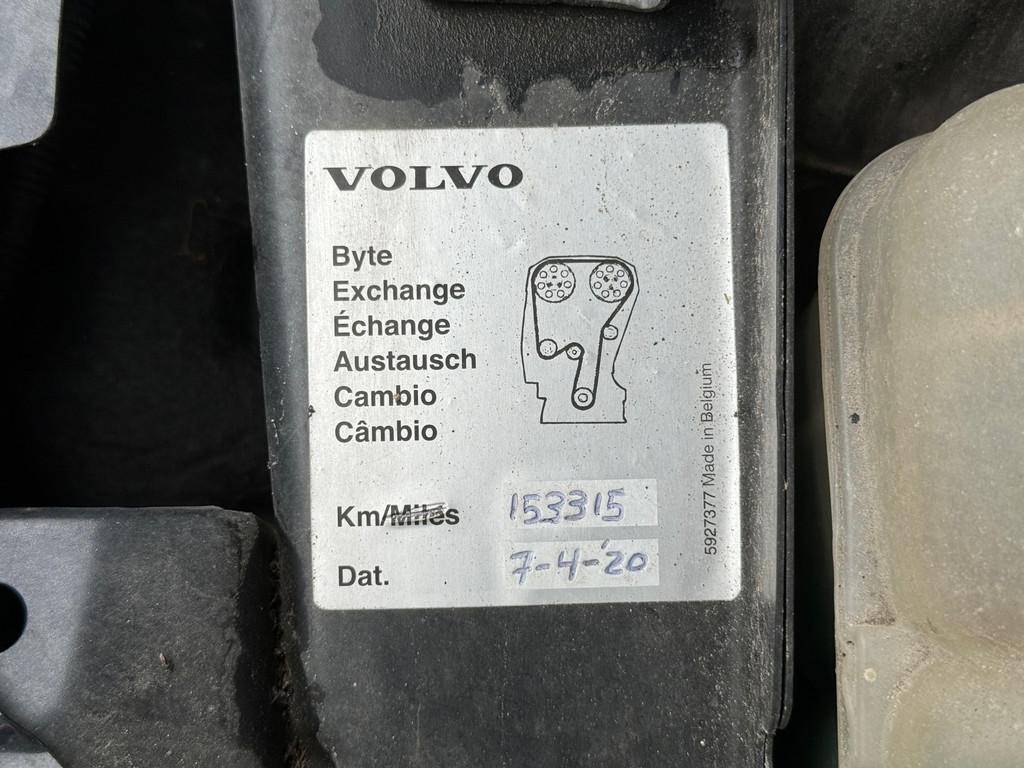 VOLVO
Byte
Exchange
Échange
Austausch
Cambio
Câmbio
Km/Miles 153315
Dat. 7-4-'20
5927377 Made in Belgium